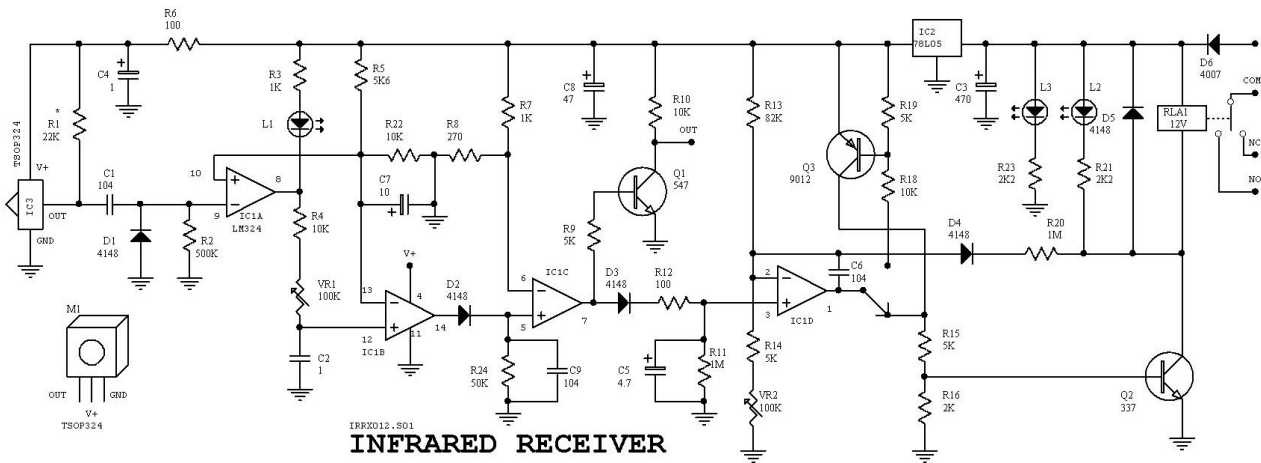 R6
100
IC2
78L05
D6
4007
C4
1
R3
1K
R5
5K6
C8
47
R10
10K
C3
470
L3
L2
COM
*
R1
22K
TSOP324
R7
1K
R13
82K
R19
5K
D5
4148
RLA1
12V
L1
R22
10K
R8
270
OUT
NC
V+
10
8
Q3
9012
R23
2K2
R21
2K2
C1
104
C7
10
Q1
547
R18
10K
NO
IC3
OUT
9
IC1A
LM324
GND
D1
4148
R2
500K
R4
10K
R9
5K
D4
4148
R20
1M
V+
IC1C
C6
104
VR1
100K
13
4
D2
4148
6
D3
4148
R12
100
2
M1
14
7
3
1
IC1D
12
11
5
IC1B
C2
1
R14
5K
R15
5K
R24
50K
C9
104
C5
4.7
R11
1M
OUT
GND
V+
TSOP324
VR2
100K
R16
2K
Q2
337
IRRX012.S01
INFRARED RECEIVER